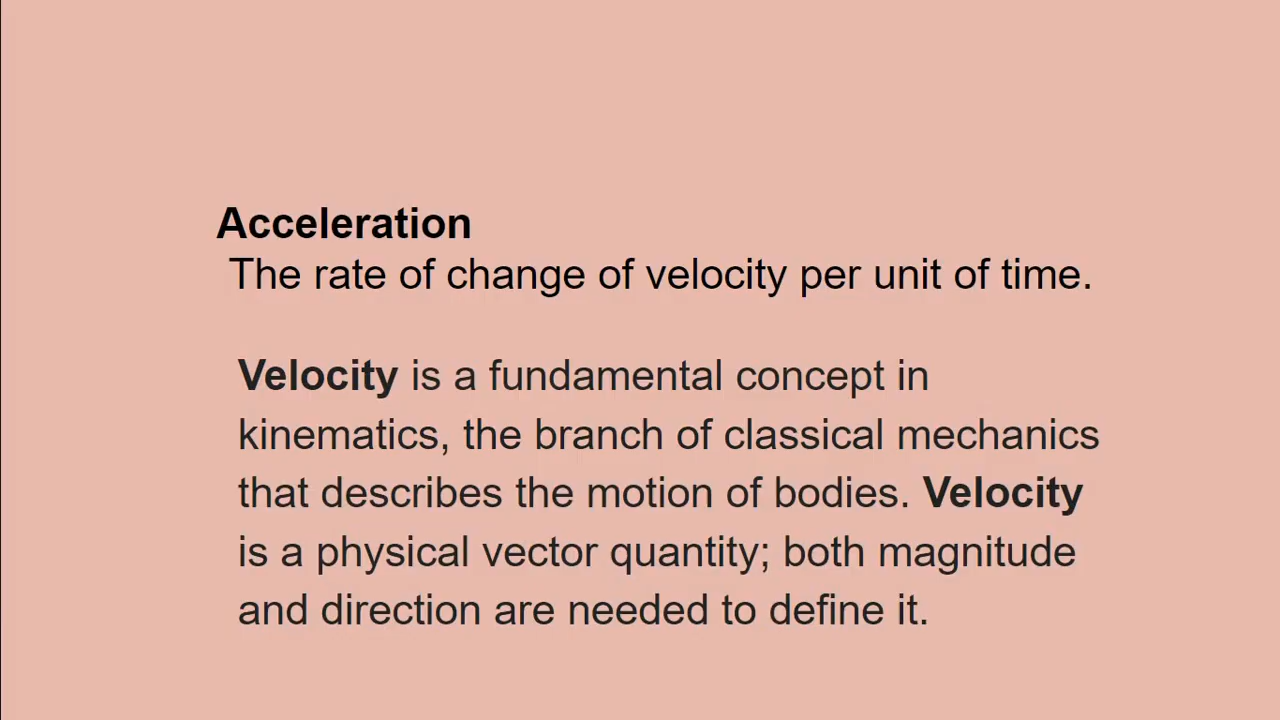 Acceleration
The rate of change of velocity per unit of time.
Velocity is a fundamental concept in
kinematics, the branch of classical mechanics
that describes the motion of bodies. Velocity
is a physical vector quantity; both magnitude
and direction are needed to define it.